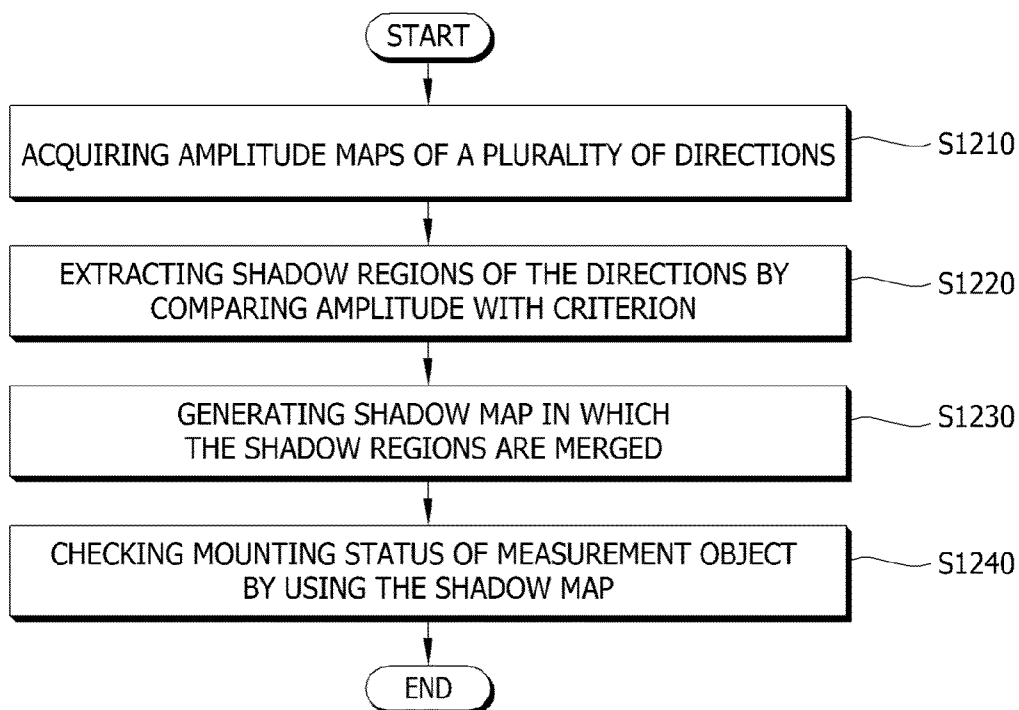 START
ACQUIRING AMPLITUDE MAPS OF A PLURALITY OF DIRECTIONS
S1210
EXTRACTING SHADOW REGIONS OF THE DIRECTIONS BY
COMPARING AMPLITUDE WITH CRITERION
S1220
GENERATING SHADOW MAP IN WHICH
THE SHADOW REGIONS ARE MERGED
S1230
CHECKING MOUNTING STATUS OF MEASUREMENT OBJECT
BY USING THE SHADOW MAP
S1240
END